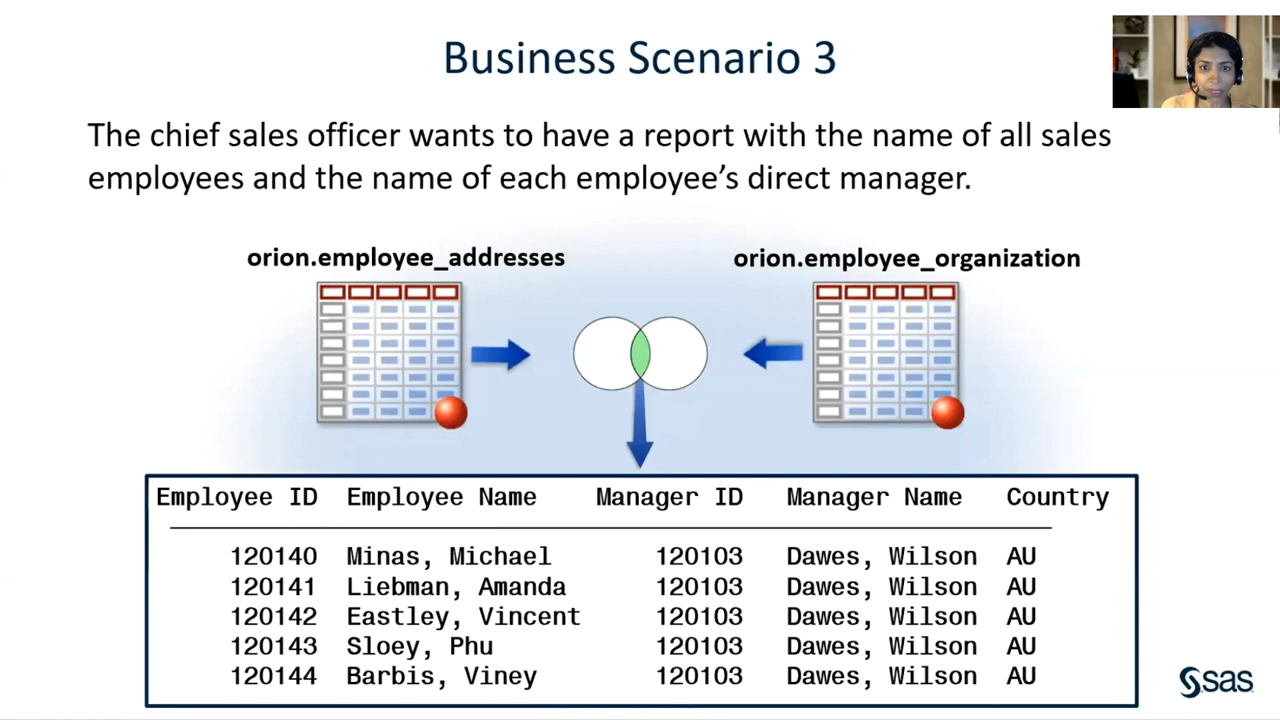 Business Scenario 3
The chief sales officer wants to have a report with the name of all sales
employees and the name of each employee’s direct manager.
orion.employee_addresses
orion.employee_organization
Employee ID Employee Name Manager ID Manager Name Country
120140 Minas, Michael 120103 Dawes, Wilson AU
120141 Liebman, Amanda 120103 Dawes, Wilson AU
120142 Eastley, Vincent 120103 Dawes, Wilson AU
120143 Sloey, Phu 120103 Dawes, Wilson AU
120144 Barbis, Viney 120103 Dawes, Wilson AU
sas